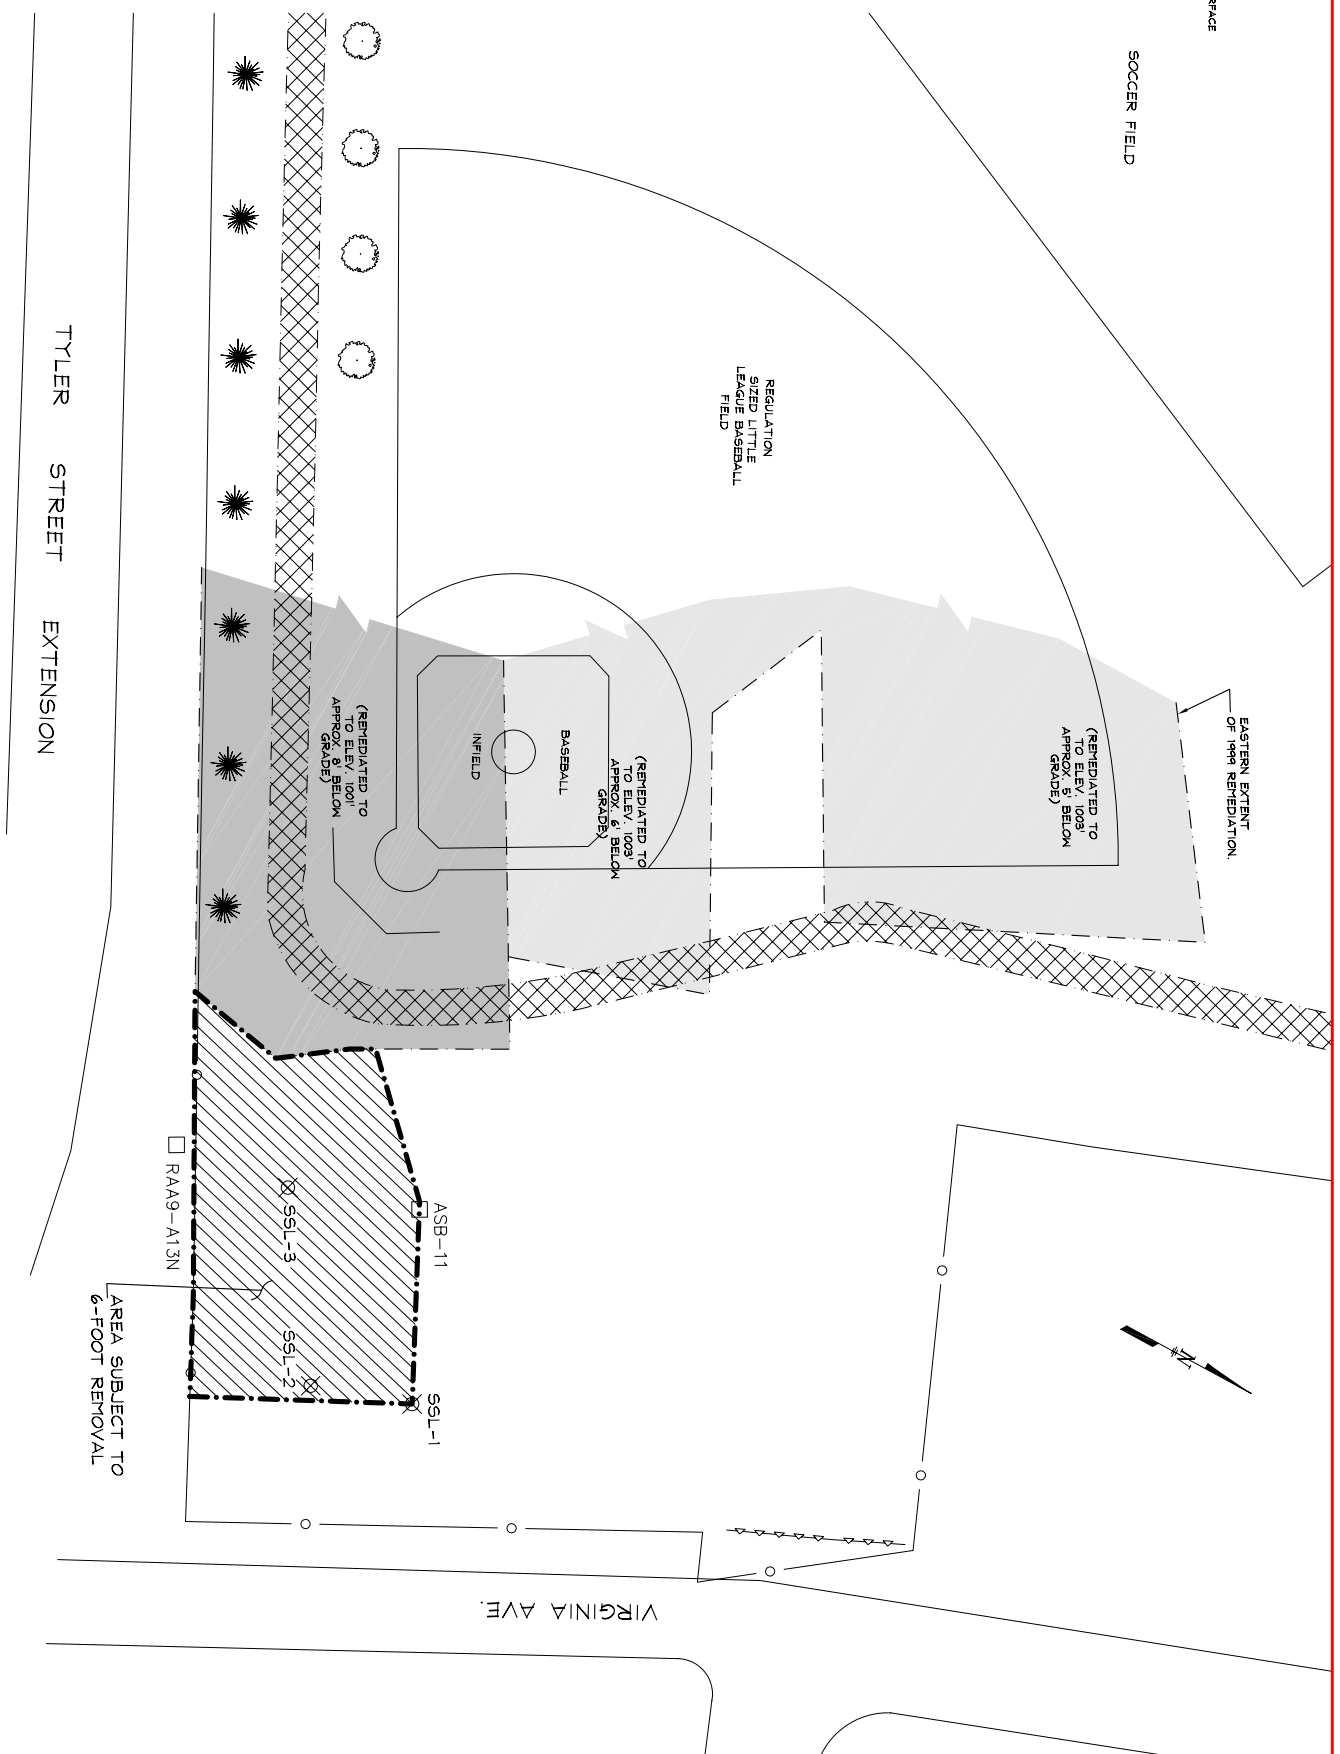 RFACE
SOCCER FIELD
REGULATION
SIZED LITTLE
LEAGUE BASEBALL
FIELD
EASTERN EXTENT
OF 1999 REMEDIATION.
(REMEDIATED TO
TO ELEV. 1003'
APPROX. 5' BELOW
GRADE)
(REMEDIATED TO
TO ELEV. 1003'
APPROX. 6' BELOW
GRADE)
BASEBALL
INFIELD
(REMEDIATED TO
TO ELEV. 1001'
APPROX. 8' BELOW
GRADE)
TYLER STREET EXTENSION
ASB-11
RAA9-A13N
SSL-3
SSL-2
SSL-1
AREA SUBJECT TO
6-FOOT REMOVAL
N
VIRGINIA AVE.